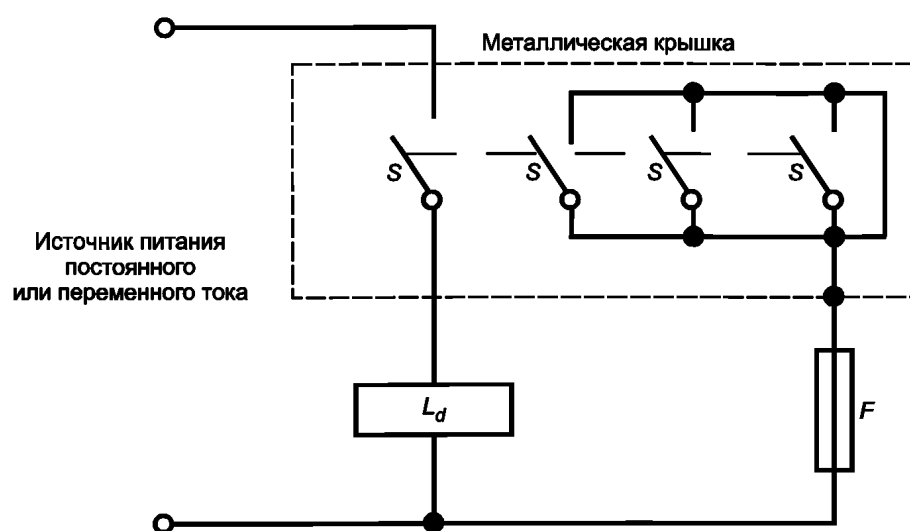 Металлическая крышка
S
S
S
S
Источник питания
постоянного
или переменного тока
L_d
F